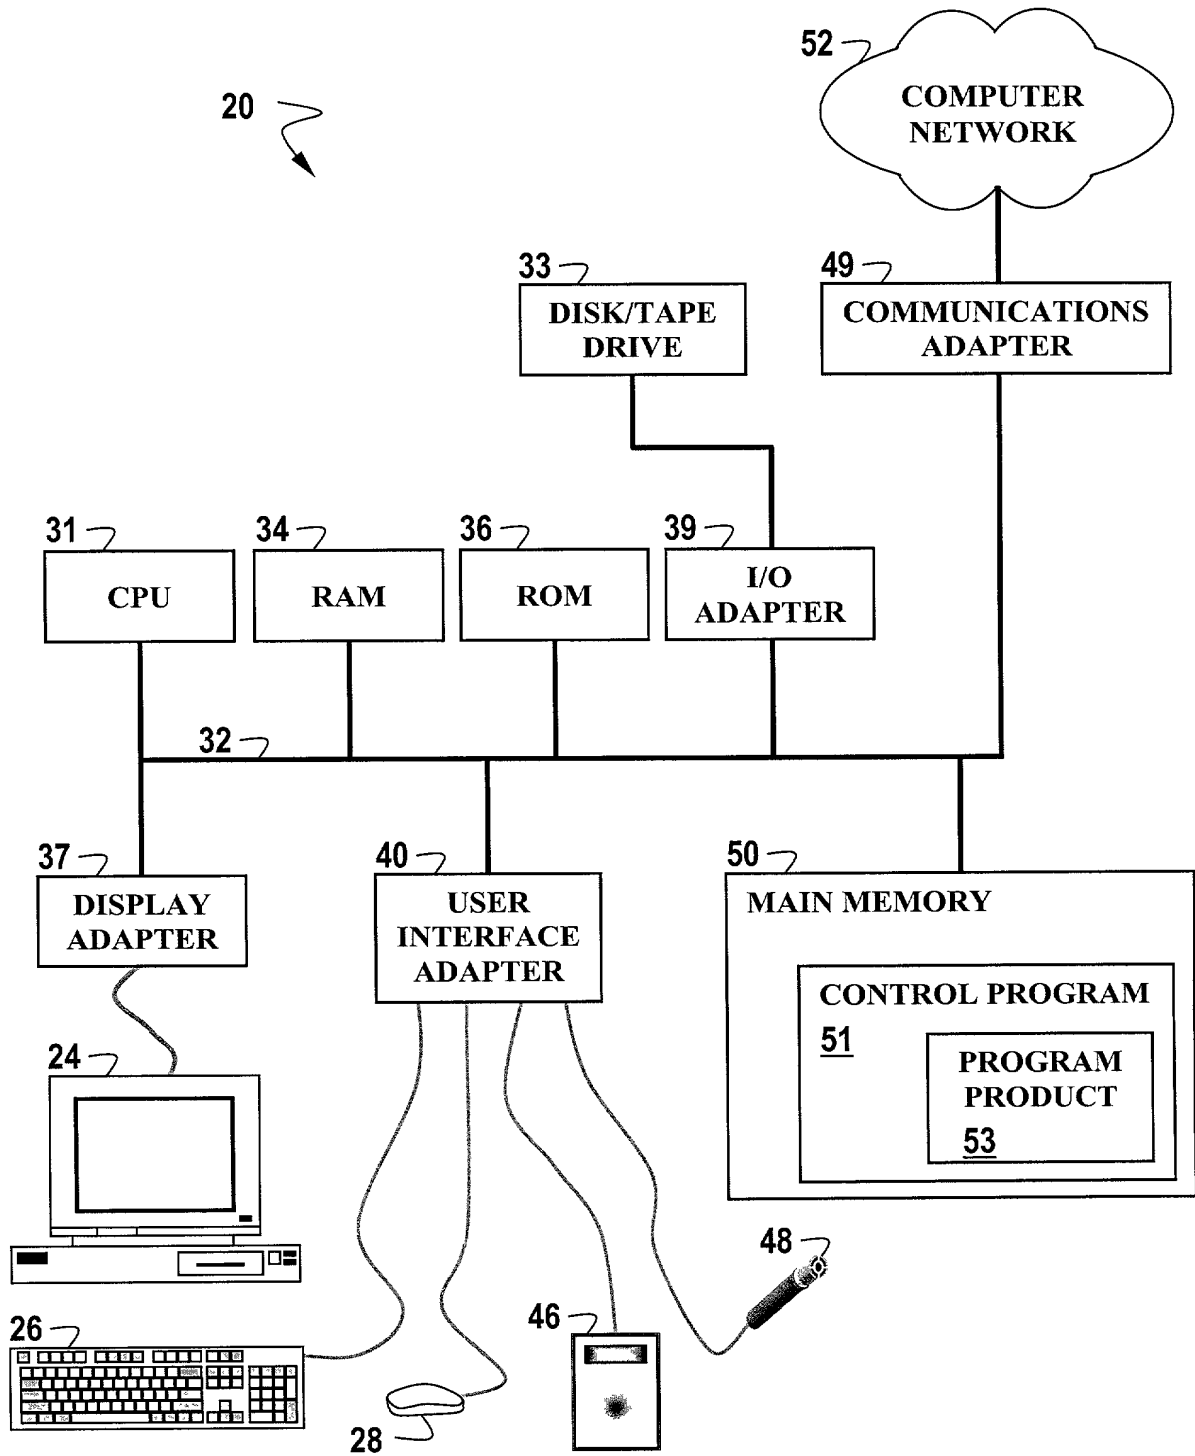 52
COMPUTER
NETWORK
20
33
DISK/TAPE
DRIVE
49
COMMUNICATIONS
ADAPTER
31
CPU
34
RAM
36
ROM
39
I/O
ADAPTER
32
37
DISPLAY
ADAPTER
40
USER
INTERFACE
ADAPTER
50
MAIN MEMORY
CONTROL PROGRAM
51
PROGRAM
PRODUCT
53
24
48
26
28
46